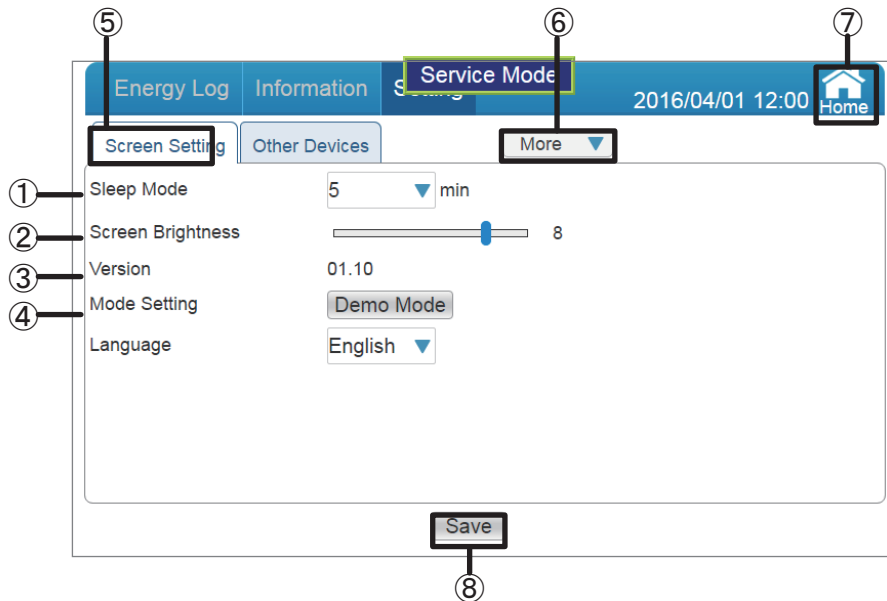 ⑤ ⑥ ⑦
Energy Log Information Setting Service Mode 2016/04/01 12:00 Home
Screen Setting Other Devices More ▼
① Sleep Mode 5 ▼ min
② Screen Brightness 8
③ Version 01.10
④ Mode Setting Demo Mode
Language English ▼
Save
⑧